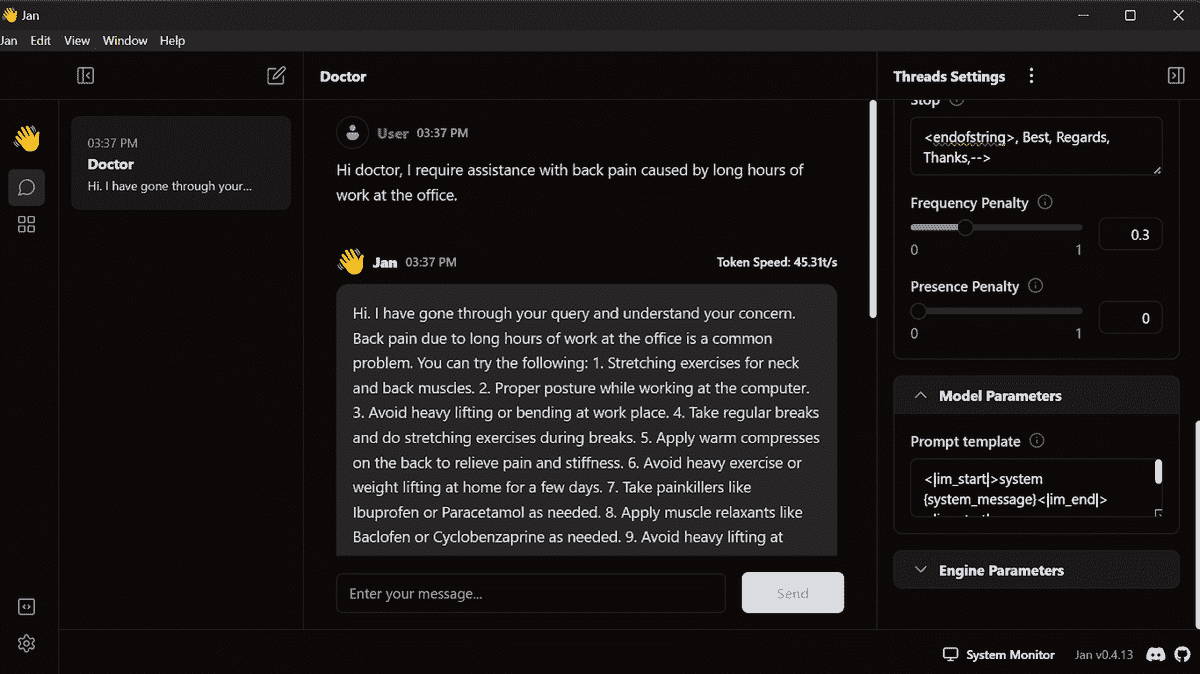 Jan
Jan Edit View Window Help
Doctor
Threads Settings
03:37 PM
Doctor
Hi. I have gone through your...
User 03:37 PM
Hi doctor, I require assistance with back pain caused by long hours of
work at the office.
Jan 03:37 PM
Token Speed: 45.31t/s
Hi. I have gone through your query and understand your concern.
Back pain due to long hours of work at the office is a common
problem. You can try the following: 1. Stretching exercises for neck
and back muscles. 2. Proper posture while working at the computer.
3. Avoid heavy lifting or bending at work place. 4. Take regular breaks
and do stretching exercises during breaks. 5. Apply warm compresses
on the back to relieve pain and stiffness. 6. Avoid heavy exercise or
weight lifting at home for a few days. 7. Take painkillers like
Ibuprofen or Paracetamol as needed. 8. Apply muscle relaxants like
Baclofen or Cyclobenzaprine as needed. 9. Avoid heavy lifting at
Enter your message...
Send
Stop
<endofstring>, Best, Regards,
Thanks,-->
Frequency Penalty
0.3
0 1
Presence Penalty
0
0 1
Model Parameters
Prompt template
<|im_start|>system
{system_message}<|im_end|>
Engine Parameters
System Monitor
Jan v0.4.13